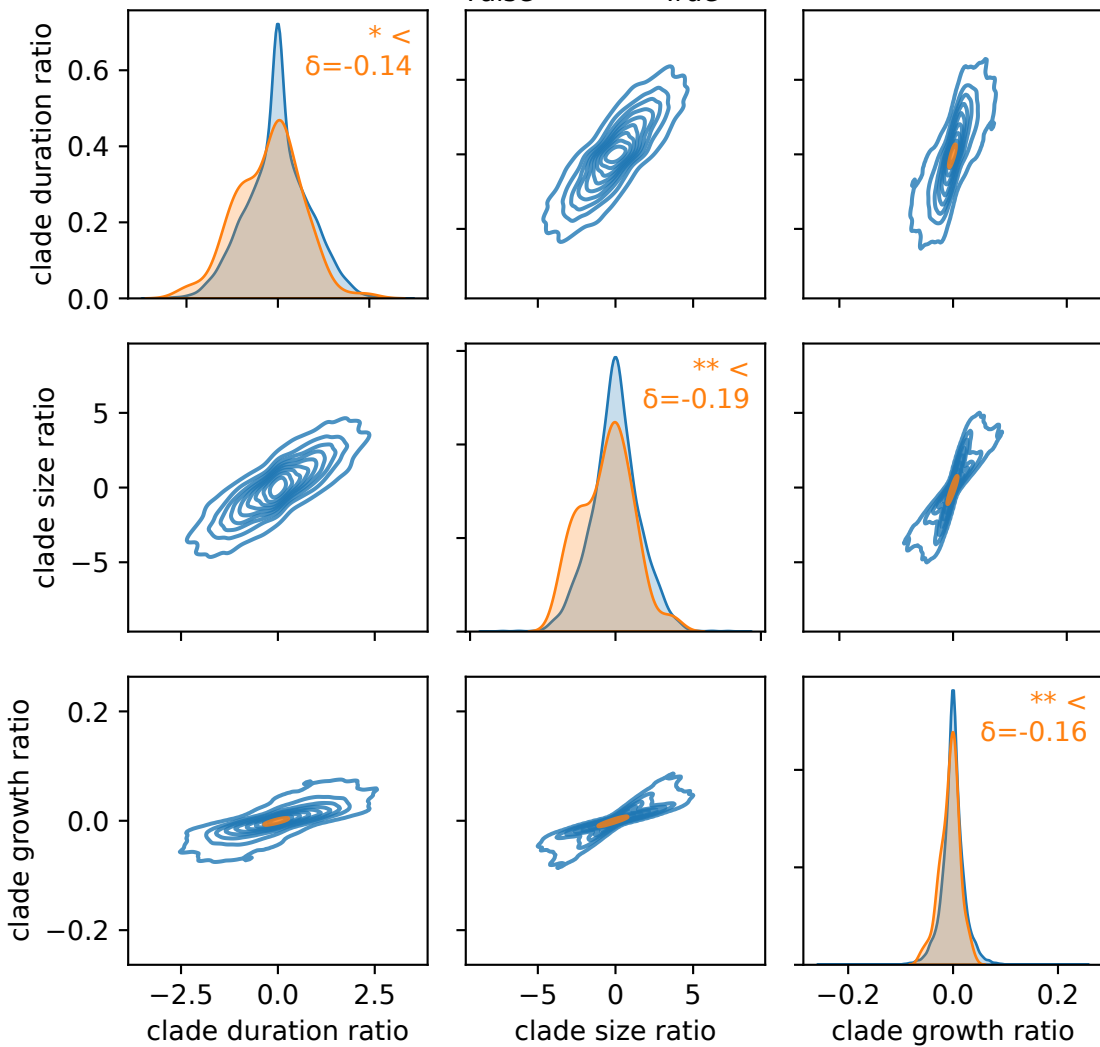 clade duration ratio
0.6
0.4
0.2
0.0
* <
δ=-0.14
clade size ratio
5
0
−5
** <
δ=-0.19
clade growth ratio
0.2
0.0
−0.2
** <
δ=-0.16
−2.5 0.0 2.5
−5 0 5
−0.2 0.0 0.2
clade duration ratio
clade size ratio
clade growth ratio